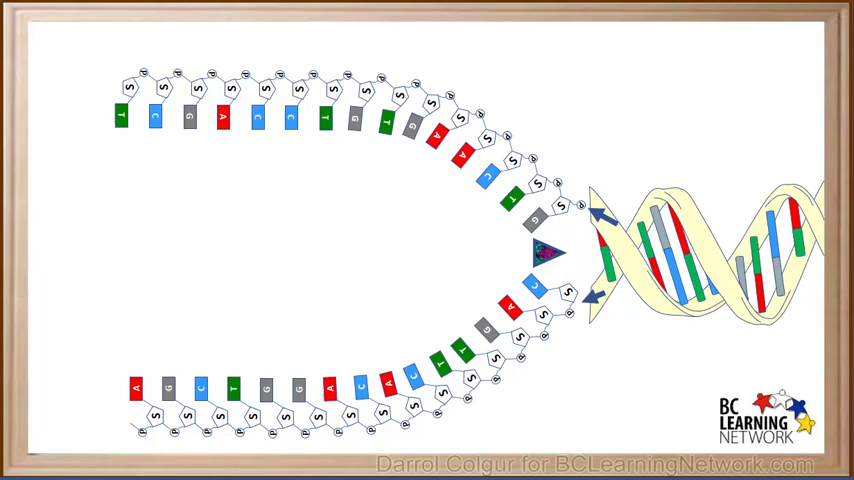 P P P P P P P P P P P P P P
S S S S S S S S S S S S S S
T C G A C C T G T G A A C T G
C A G T T C A C A G G T C G A
S S S S S S S S S S S S S S
P P P P P P P P P P P P P P
BC
LEARNING
NETWORK
Darrol Colgur for BCLearningNetwork.com